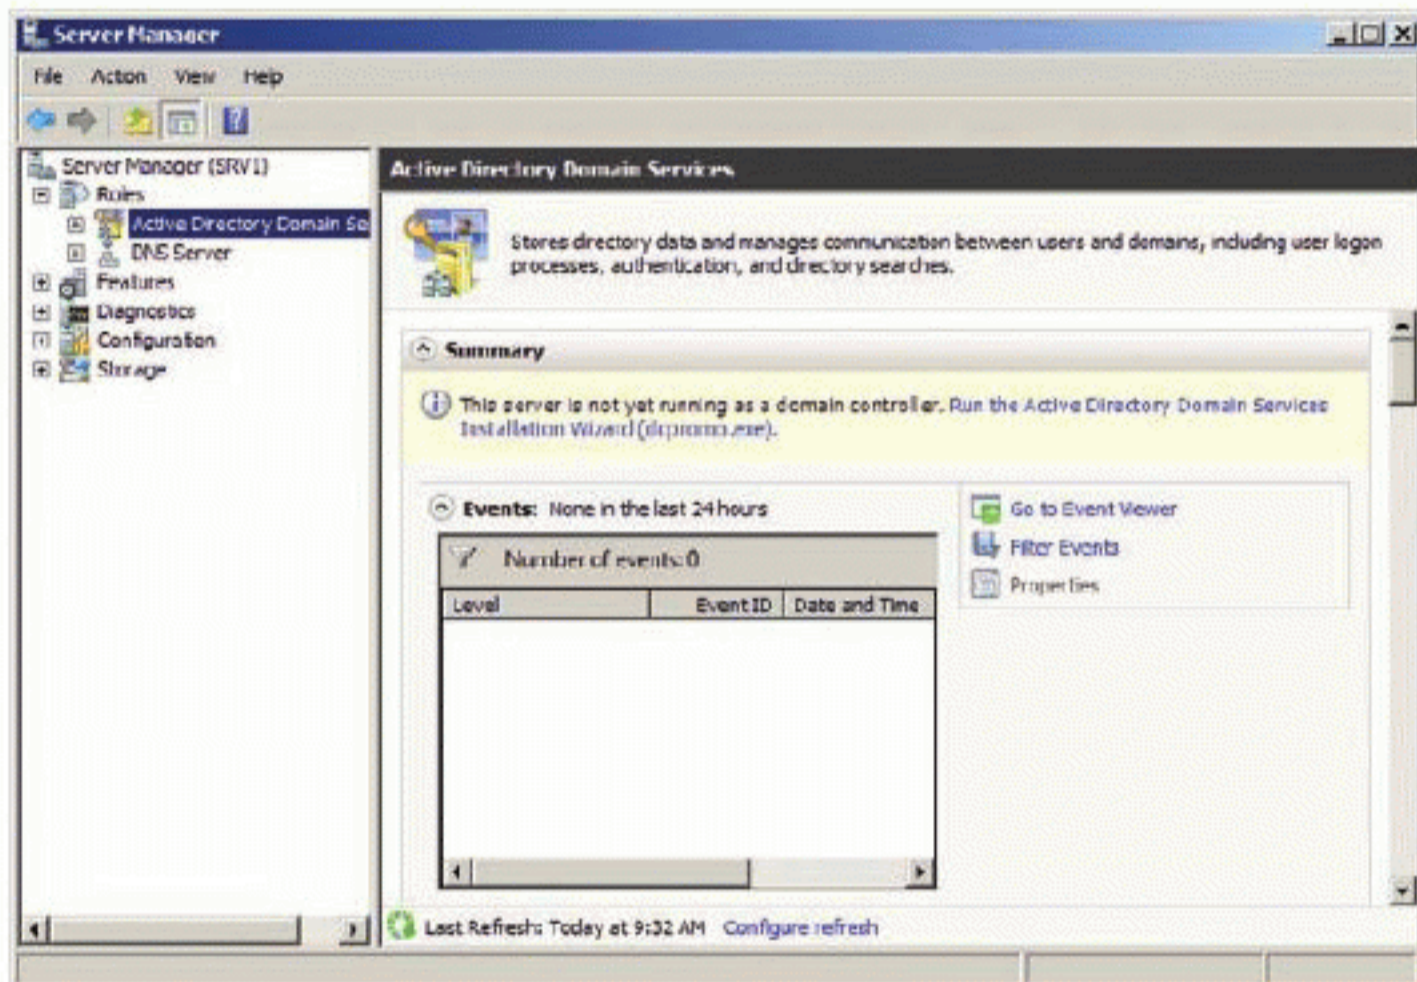 Server Manager
File Action View Help
Server Manager (SRV1)
Roles
Active Directory Domain Se
DNS Server
Features
Diagnostics
Configuration
Storage
Active Directory Domain Services
Stores directory data and manages communication between users and domains, including user logon
processes, authentication, and directory searches.
Summary
This server is not yet running as a domain controller. Run the Active Directory Domain Services
Installation Wizard (dcpromo.exe).
Events: None in the last 24 hours
Number of events: 0
Level Event ID Date and Time
Go to Event Viewer
Filter Events
Properties
Last Refresh: Today at 9:32 AM Configure refresh